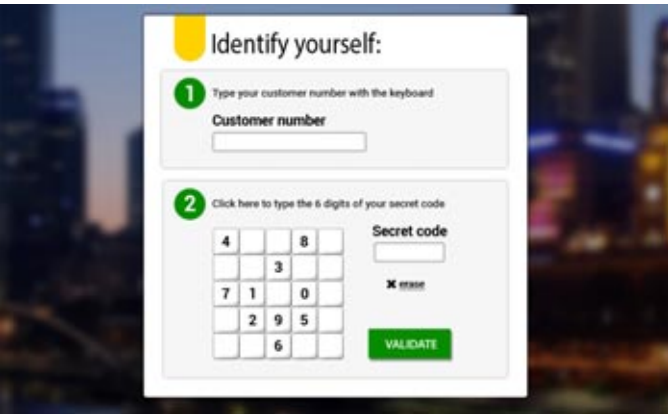 Identify yourself:
1 Type your customer number with the keyboard
Customer number
2 Click here to type the 6 digits of your secret code
4 8
3
7 1 0
2 9 5
6
Secret code
✖ erase
VALIDATE